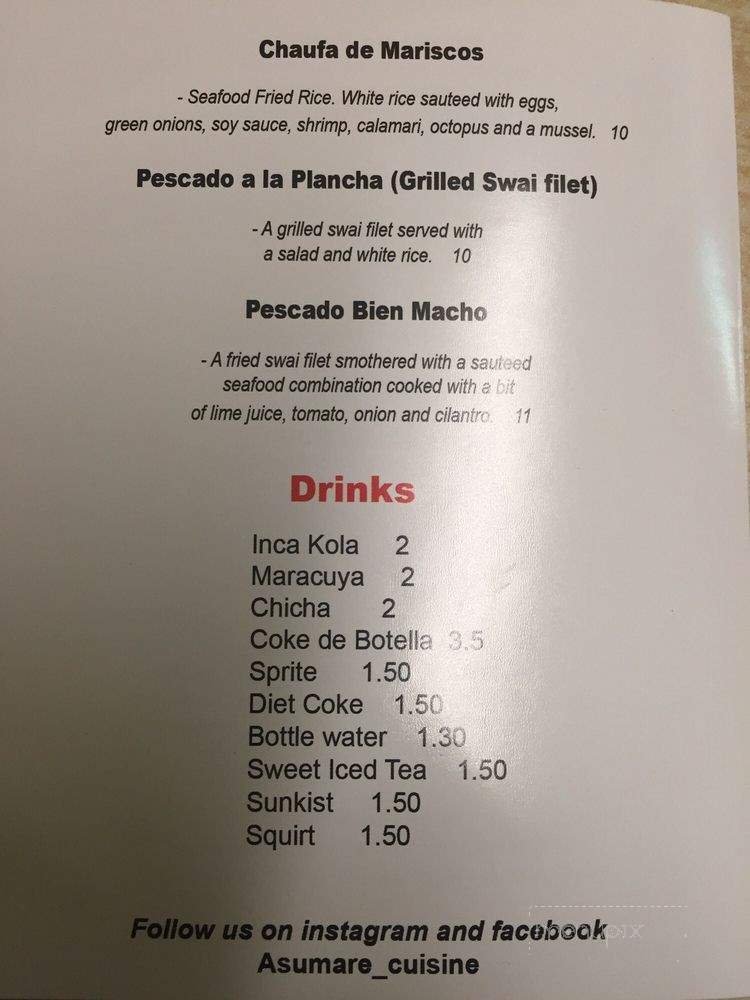 Chaufa de Mariscos
- Seafood Fried Rice. White rice sauteed with eggs,
green onions, soy sauce, shrimp, calamari, octopus and a mussel. 10
Pescado a la Plancha (Grilled Swai filet)
- A grilled swai filet served with
a salad and white rice. 10
Pescado Bien Macho
- A fried swai filet smothered with a sauteed
seafood combination cooked with a bit
of lime juice, tomato, onion and cilantro. 11
Drinks
Inca Kola 2
Maracuya 2
Chicha 2
Coke de Botella 3.5
Sprite 1.50
Diet Coke 1.50
Bottle water 1.30
Sweet Iced Tea 1.50
Sunkist 1.50
Squirt 1.50
Follow us on instagram and facebook
Asumare_cuisine